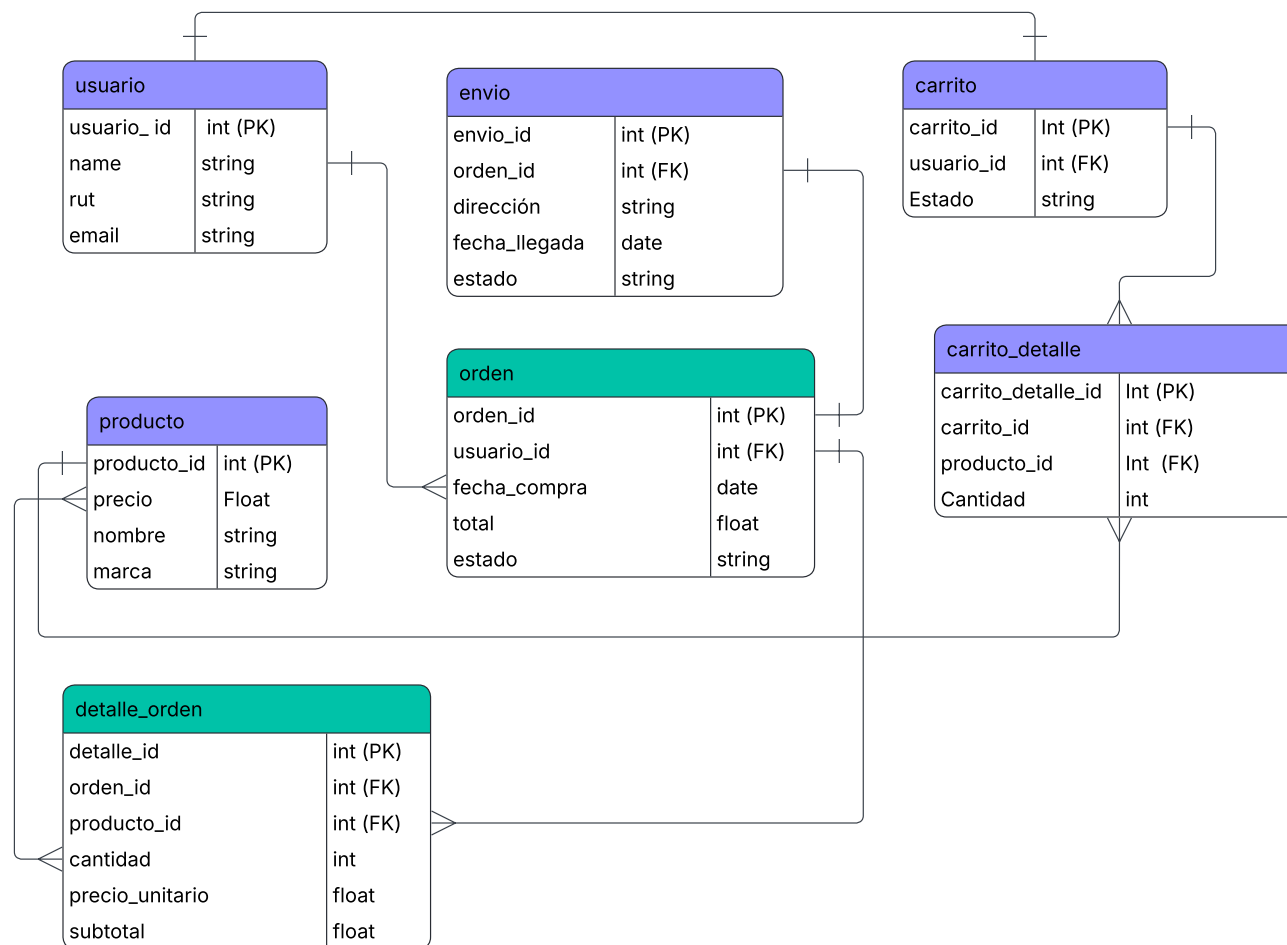 usuario
usuario_ id int (PK)
name string
rut string
email string
envio
envio_id int (PK)
orden_id int (FK)
dirección string
fecha_llegada date
estado string
carrito
carrito_id Int (PK)
usuario_id int (FK)
Estado string
carrito_detalle
carrito_detalle_id Int (PK)
carrito_id int (FK)
producto_id Int (FK)
Cantidad int
orden
orden_id int (PK)
usuario_id int (FK)
fecha_compra date
total float
estado string
producto
producto_id int (PK)
precio Float
nombre string
marca string
detalle_orden
detalle_id int (PK)
orden_id int (FK)
producto_id int (FK)
cantidad int
precio_unitario float
subtotal float